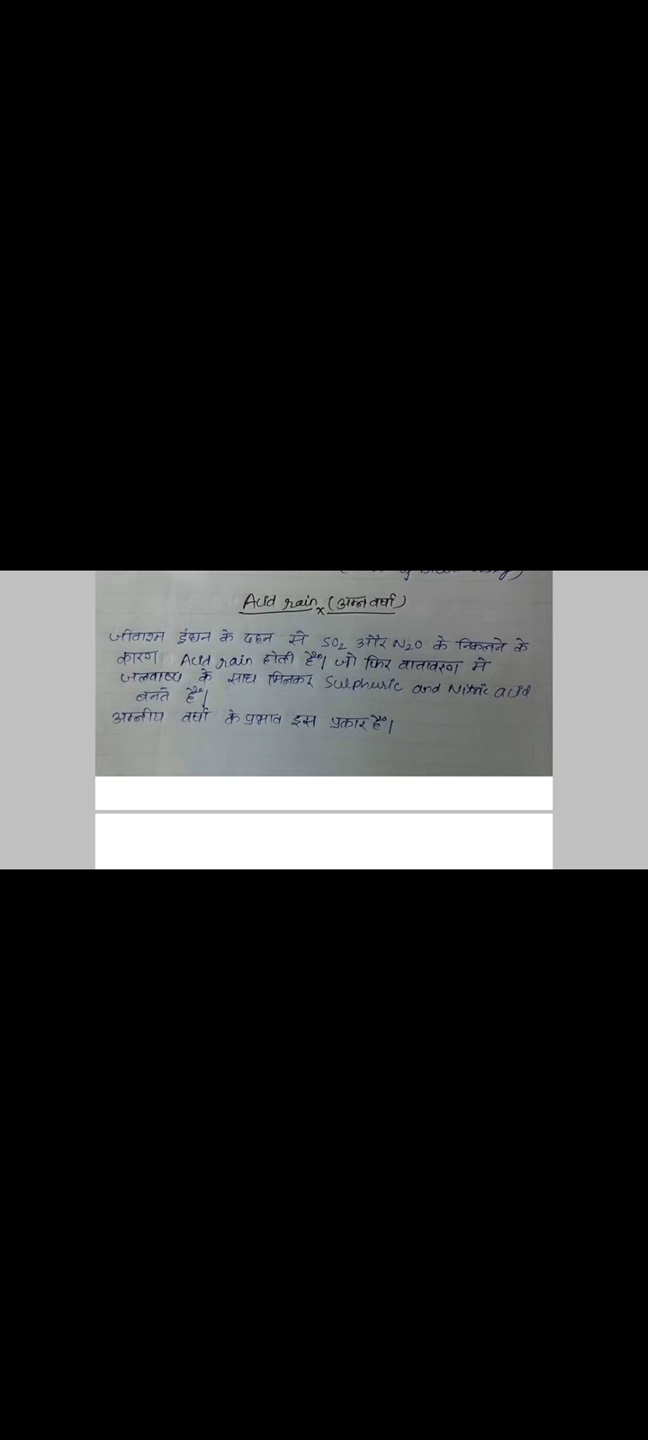 Acid rain (अम्ल वर्षा)
जीवाश्म ईंधन के दहन से SO2 और N2O के निकलने के
कारण Acid rain होती है। जो फिर वातावरण में
जलवाष्प के साथ मिलकर Sulphuric and Nitric acid
बनते हैं।
अम्लीय वर्षा के प्रभाव इस प्रकार हैं।